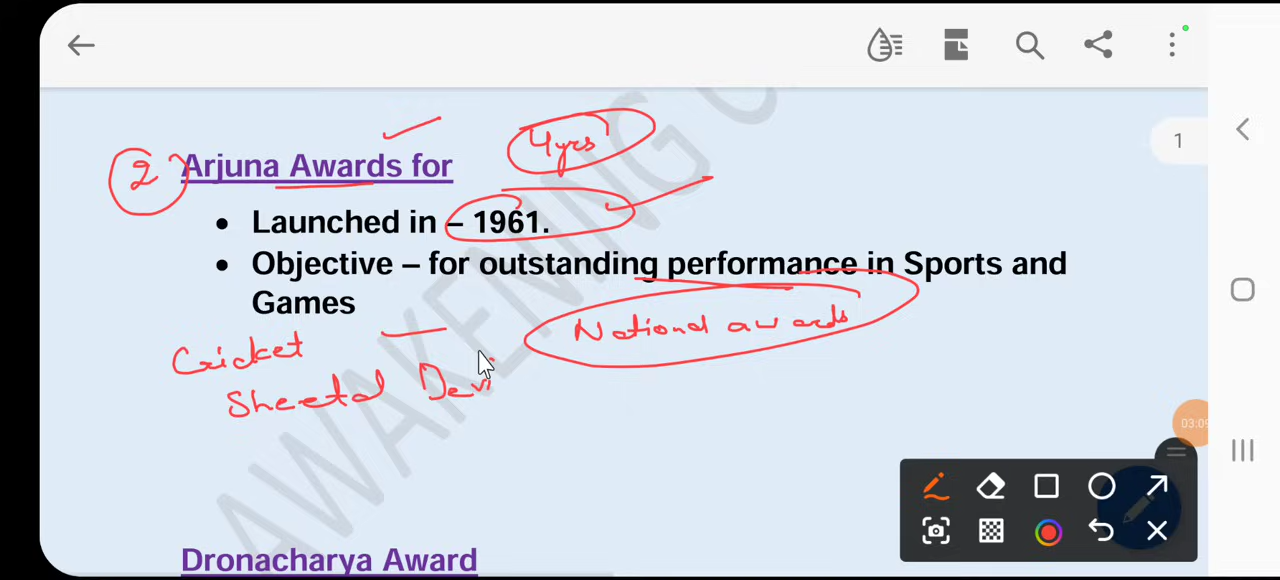 1
4yrs
2 Arjuna Awards for
• Launched in – 1961.
• Objective – for outstanding performance in Sports and
Games
National awards
Cricket
Sheetal Devi
AWAKENING
Dronacharya Award